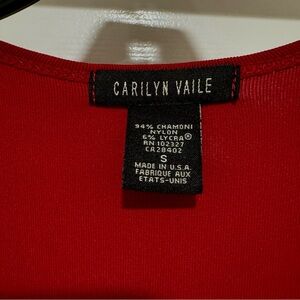 CARILYN VAILE
94% CHAMONI
NYLON
6% LYCRA®
RN 102327
CA28402
S
MADE IN U.S.A.
FABRIQUE AUX
ETATS-UNIS